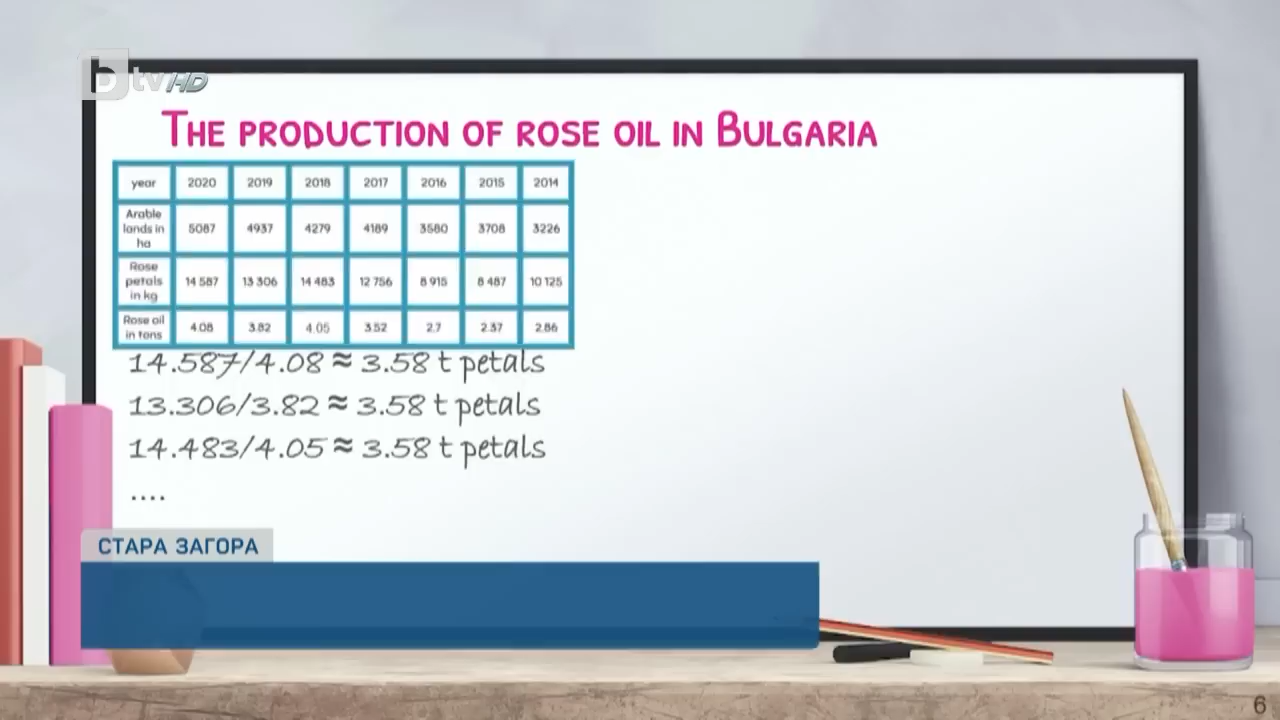 btv HD
THE PRODUCTION OF ROSE OIL IN BULGARIA
year 2020 2019 2018 2017 2016 2015 2014
Arable lands in ha 5087 4937 4279 4189 3580 3708 3226
Rose petals in kg 14 587 13 306 14 483 12 756 8 915 8 487 10 125
Rose oil in tons 4.08 3.82 4.05 3.52 2.7 2.37 2.86
14.587/4.08 ≈ 3.58 t petals
13.306/3.82 ≈ 3.58 t petals
14.483/4.05 ≈ 3.58 t petals
....
СТАРА ЗАГОРА
6